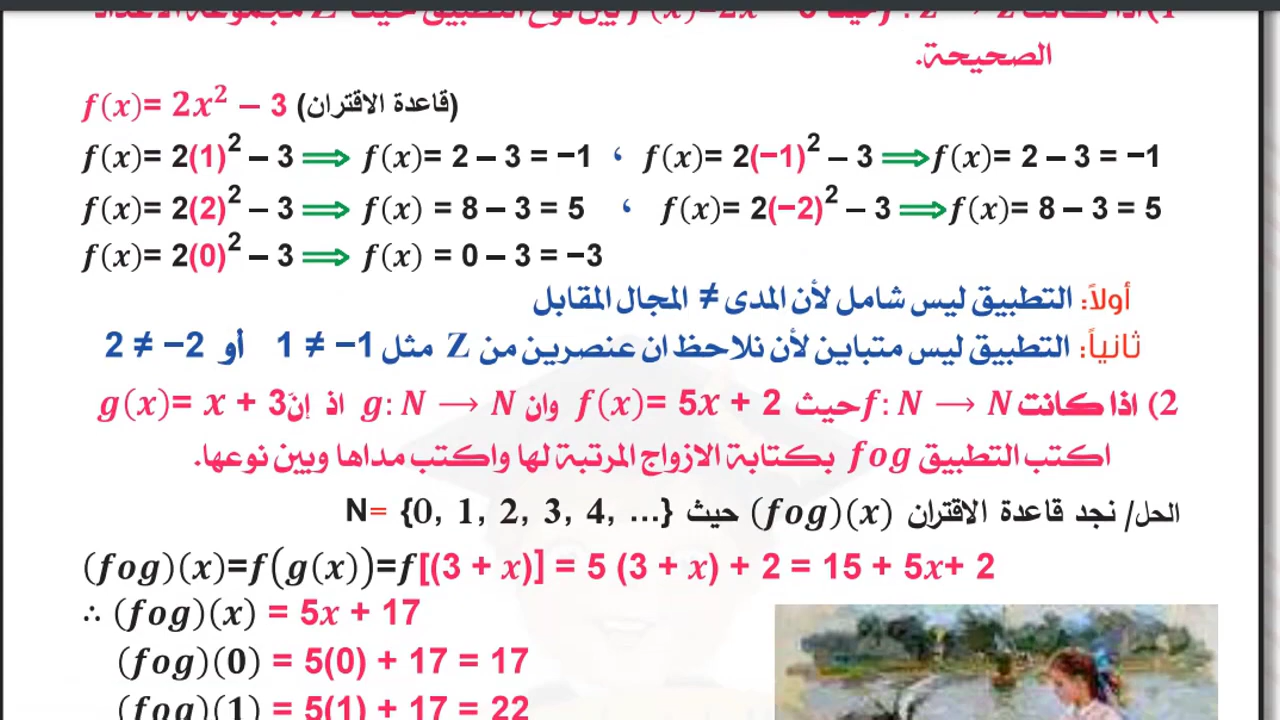 الصحيحة.
f(x)= 2x² − 3 (قاعدة الاقتران)
f(x)= 2(1)² − 3 ⟹ f(x)= 2 − 3 = −1 ، f(x)= 2(−1)² − 3 ⟹ f(x)= 2 − 3 = −1
f(x)= 2(2)² − 3 ⟹ f(x) = 8 − 3 = 5 ، f(x)= 2(−2)² − 3 ⟹ f(x)= 8 − 3 = 5
f(x)= 2(0)² − 3 ⟹ f(x) = 0 − 3 = −3
أولاً: التطبيق ليس شامل لأن المدى ≠ المجال المقابل
ثانياً: التطبيق ليس متباين لأن نلاحظ ان عنصرين من Z مثل 1 ≠ −1 أو 2 ≠ −2
2) اذا كانت f: N ⟶ N حيث f(x)= 5x + 2 وان g: N ⟶ N اذ إنّ g(x)= x + 3
اكتب التطبيق fog بكتابة الازواج المرتبة لها واكتب مداها وبين نوعها.
الحل/ نجد قاعدة الاقتران (fog)(x) حيث N= {0, 1, 2, 3, 4, ...}
(fog)(x)=f(g(x))=f[(3 + x)] = 5 (3 + x) + 2 = 15 + 5x+ 2
∴ (fog)(x) = 5x + 17
(fog)(0) = 5(0) + 17 = 17
(fog)(1) = 5(1) + 17 = 22